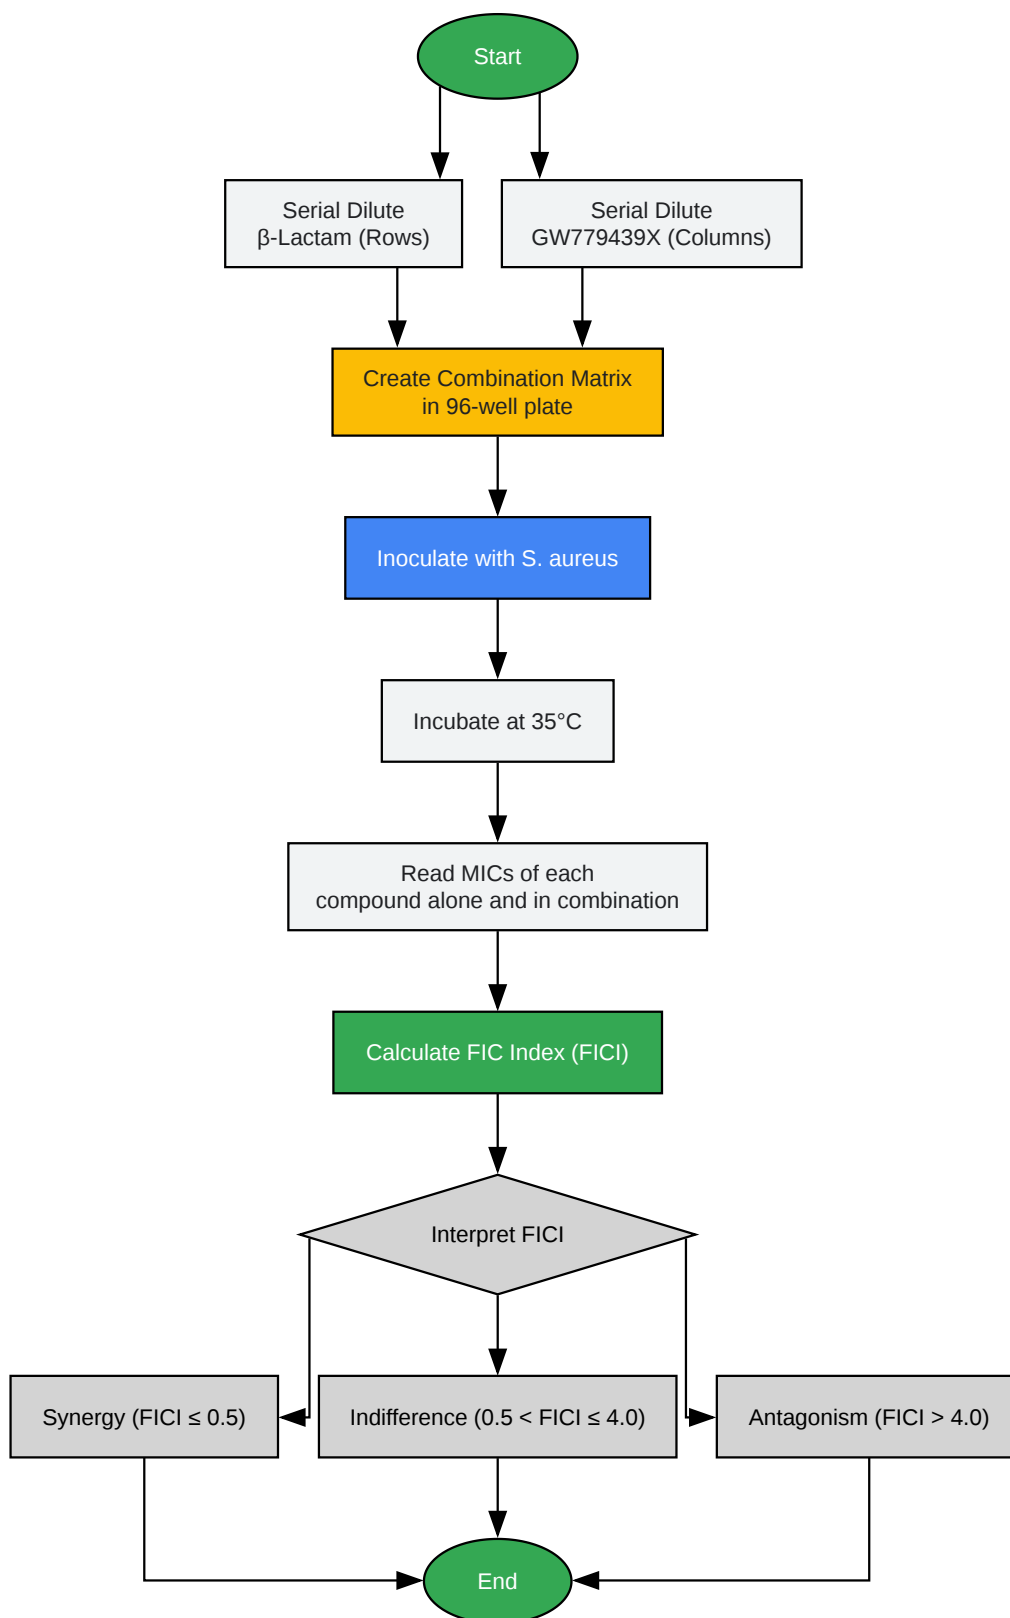 Start
Serial Dilute
β-Lactam (Rows)
Serial Dilute
GW779439X (Columns)
Create Combination Matrix
in 96-well plate
Inoculate with S. aureus
Incubate at 35°C
Read MICs of each
compound alone and in combination
Calculate FIC Index (FICI)
Interpret FICI
Synergy (FICI ≤ 0.5)
Indifference (0.5 < FICI ≤ 4.0)
Antagonism (FICI > 4.0)
End